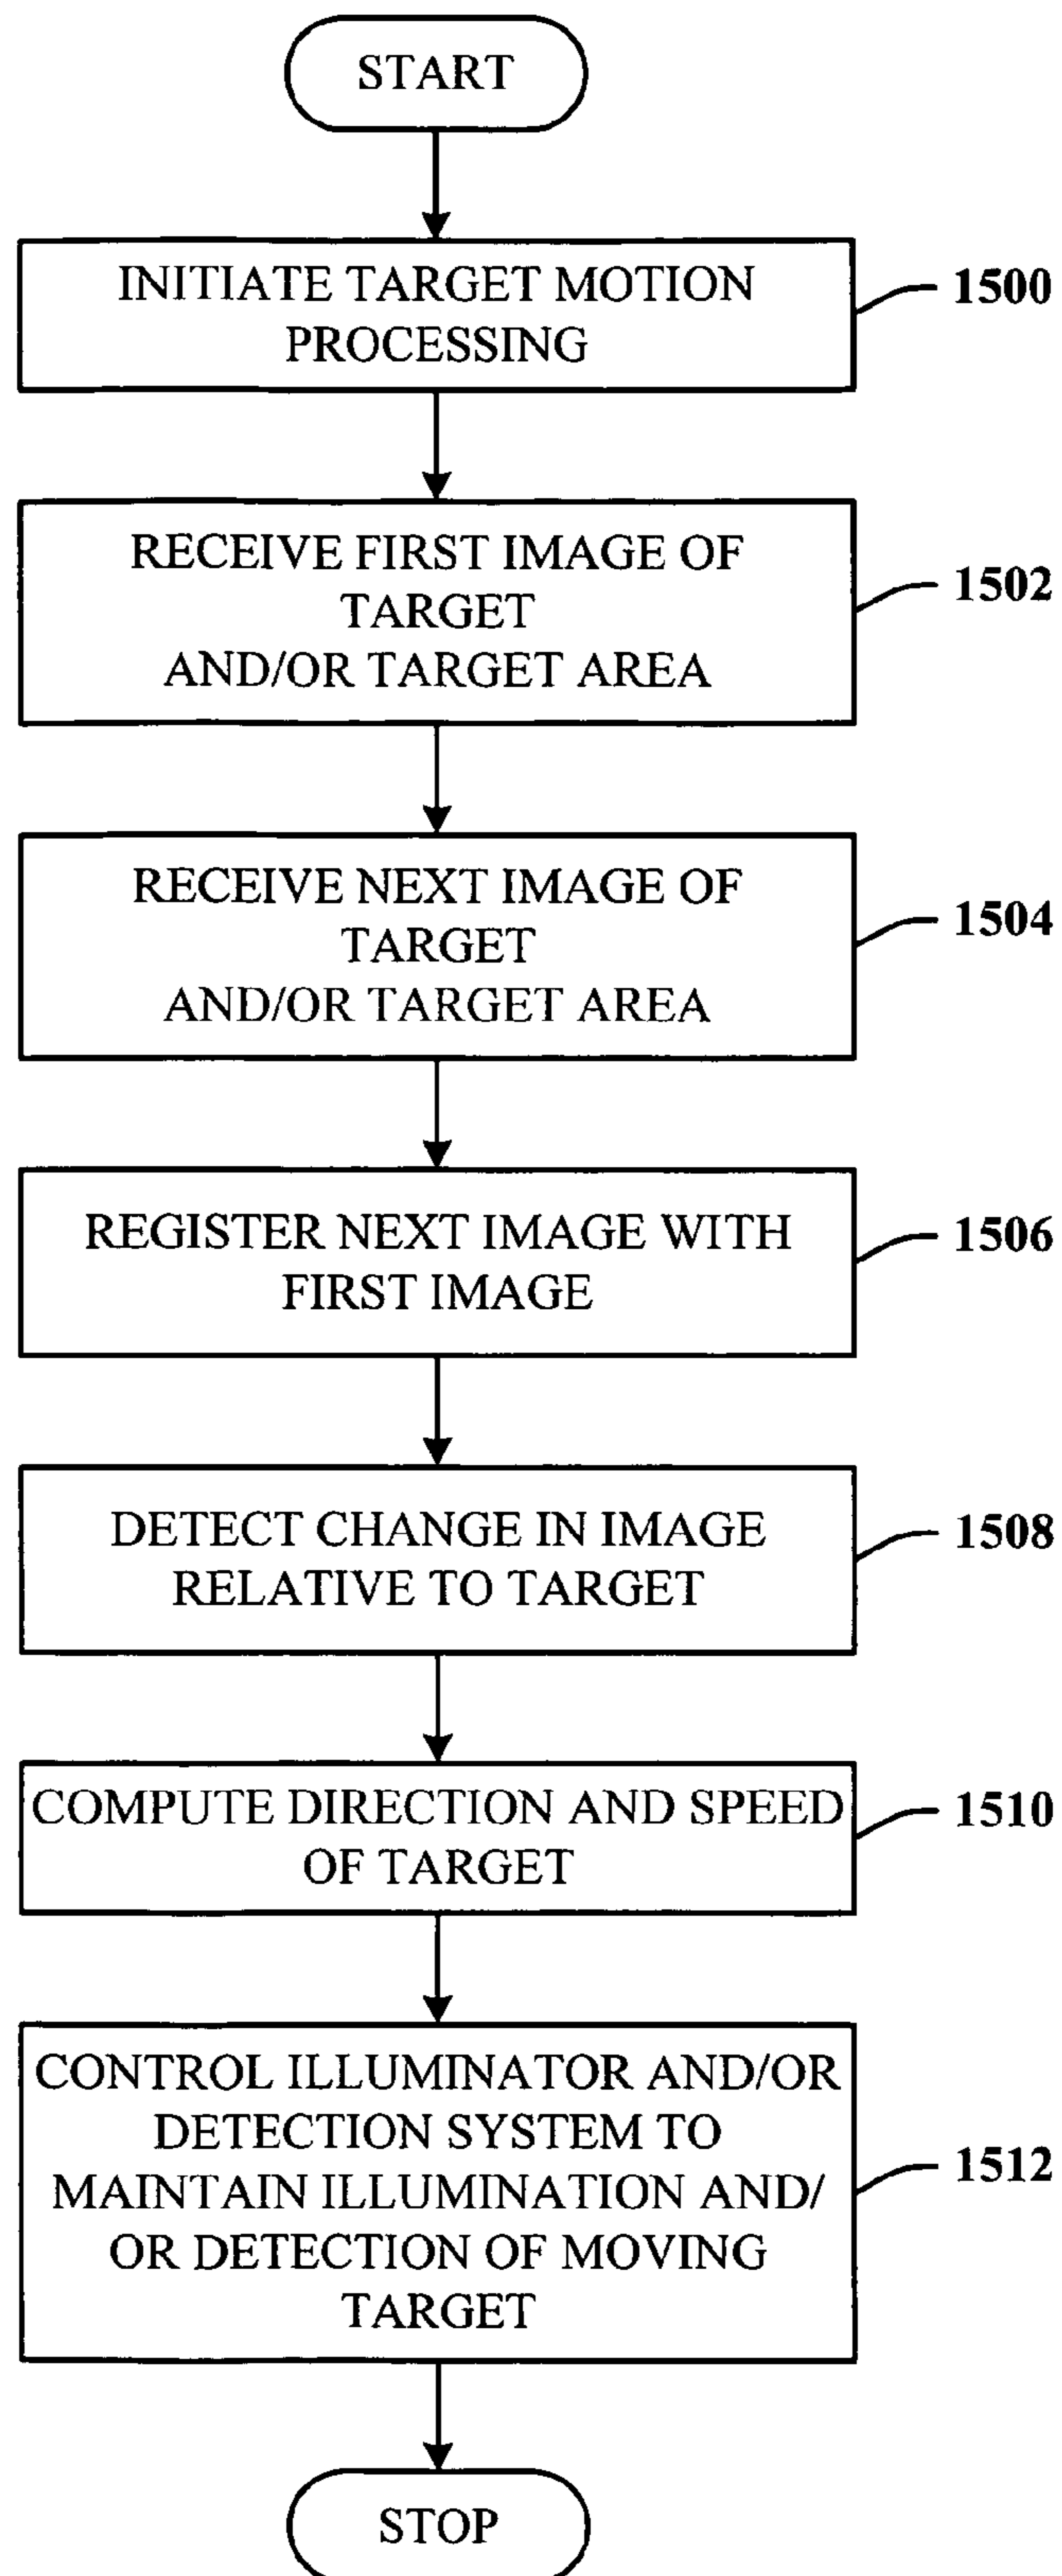 START
INITIATE TARGET MOTION
PROCESSING
1500
RECEIVE FIRST IMAGE OF
TARGET
AND/OR TARGET AREA
1502
RECEIVE NEXT IMAGE OF
TARGET
AND/OR TARGET AREA
1504
REGISTER NEXT IMAGE WITH
FIRST IMAGE
1506
DETECT CHANGE IN IMAGE
RELATIVE TO TARGET
1508
COMPUTE DIRECTION AND SPEED
OF TARGET
1510
CONTROL ILLUMINATOR AND/OR
DETECTION SYSTEM TO
MAINTAIN ILLUMINATION AND/
OR DETECTION OF MOVING
TARGET
1512
STOP